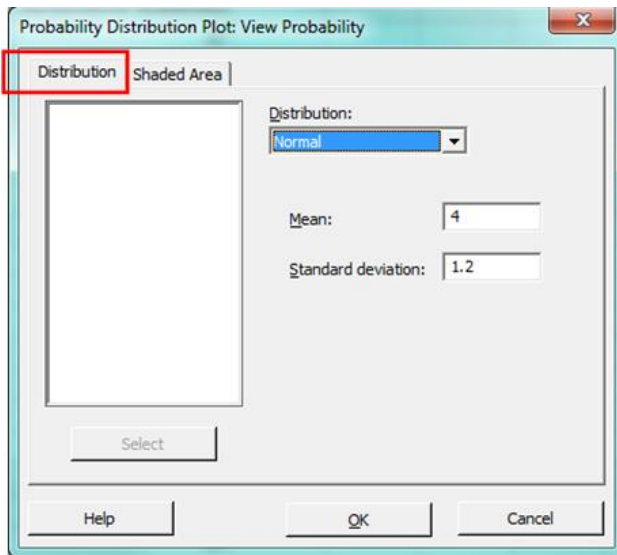 Probability Distribution Plot: View Probability
Distribution Shaded Area
Distribution:
Normal
Mean: 4
Standard deviation: 1.2
Select
Help OK Cancel